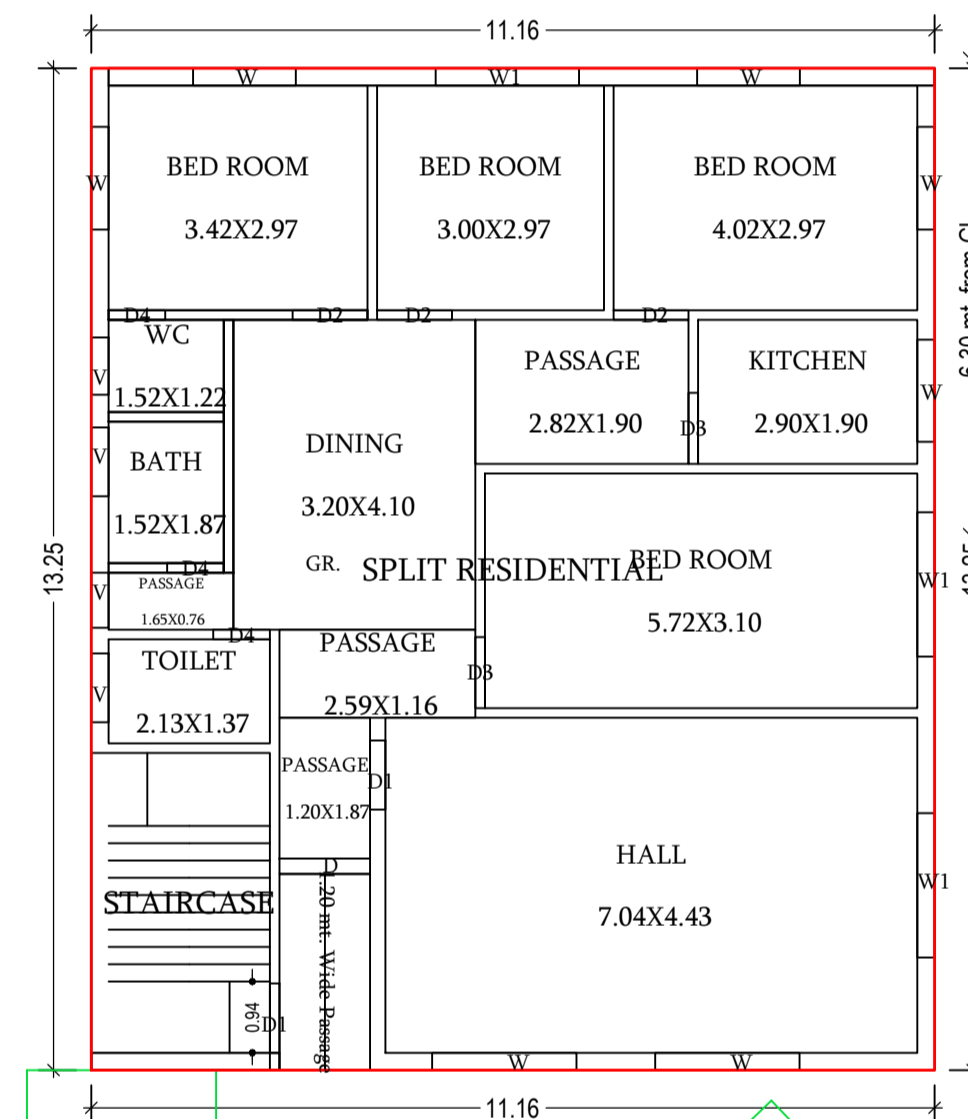 11.16
W W1 W
BED ROOM BED ROOM BED ROOM
W W
3.42X2.97 3.00X2.97 4.02X2.97
D4 D2 D2 D2
WC
PASSAGE KITCHEN
V 1.52X1.22 W
2.82X1.90 D3 2.90X1.90
DINING
V BATH
3.20X4.10
1.52X1.87
GR. SPLIT RESIDENTIAL
BED ROOM
D4
PASSAGE
V W1
1.65X0.76
5.72X3.10
D4
PASSAGE
TOILET
D3
V
2.59X1.16
2.13X1.37
PASSAGE
D1
1.20X1.87
HALL
D
W1
STAIRCASE
7.04X4.43
1.20 mt. Wide Passage
0.94
D1
W W
13.25
6.20 mt. from
11.16